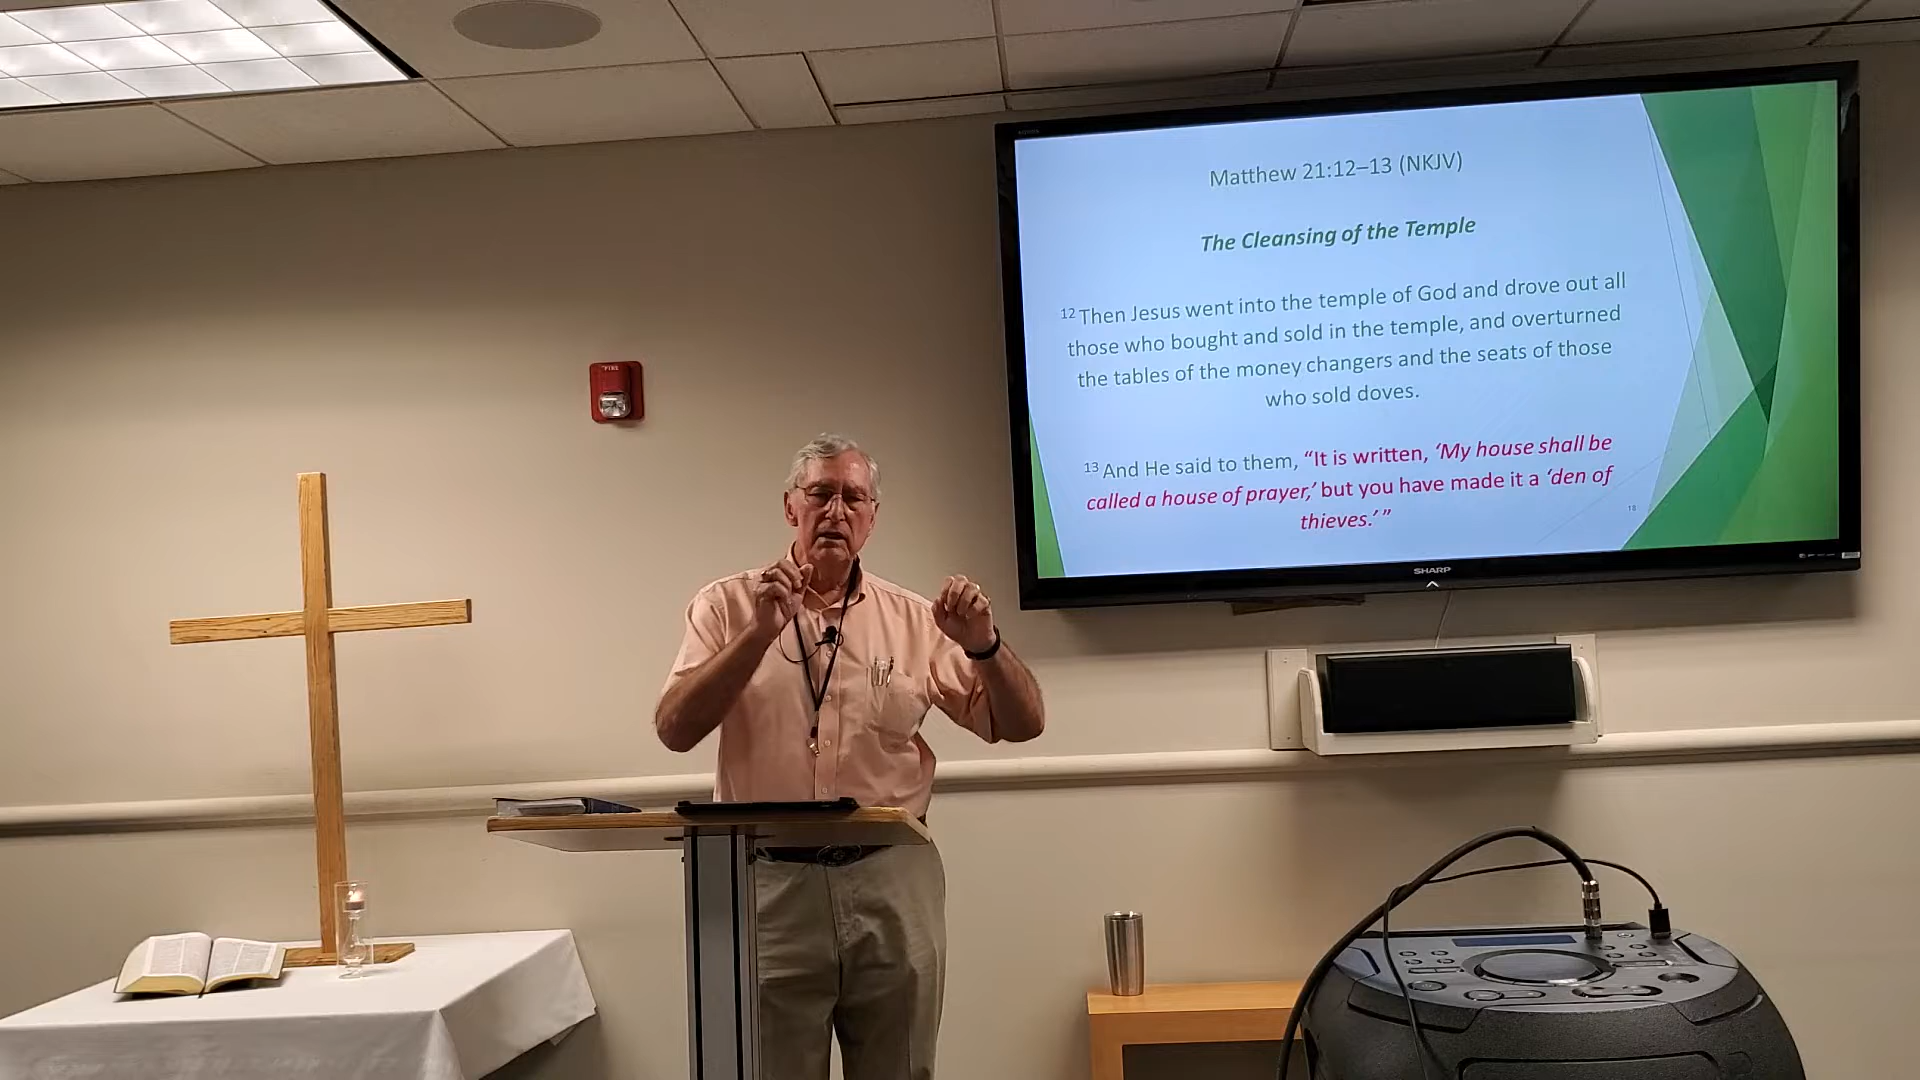 Matthew 21:12–13 (NKJV)
The Cleansing of the Temple
12 Then Jesus went into the temple of God and drove out all
those who bought and sold in the temple, and overturned
the tables of the money changers and the seats of those
who sold doves.
13 And He said to them, “It is written, ‘My house shall be
called a house of prayer,’ but you have made it a ‘den of
thieves.’ ”
18
SHARP
FIRE